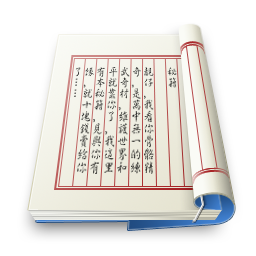 秘籍
靚仔，我看你骨骼精
奇，是萬中無一的練
武奇材，維護世界和
平就靠你了，我這里
有本秘籍，見與你有
緣，就十塊錢賣給你
了……